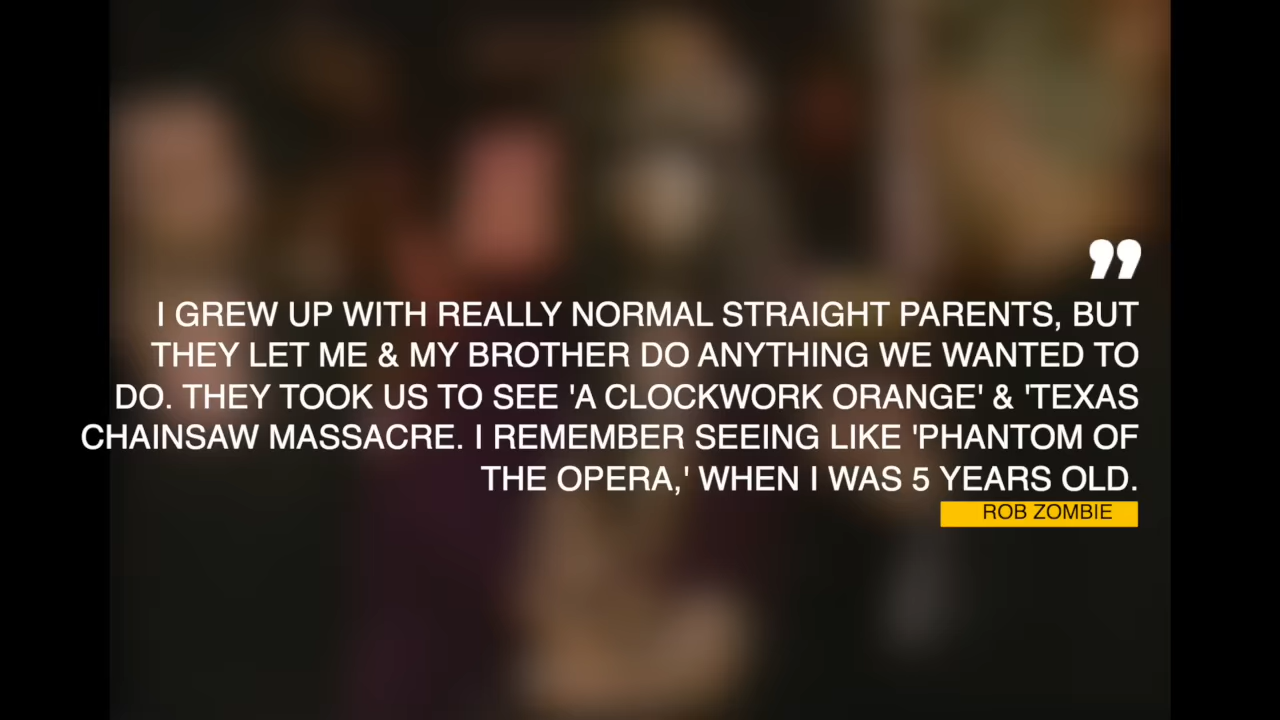 ”
I GREW UP WITH REALLY NORMAL STRAIGHT PARENTS, BUT
THEY LET ME & MY BROTHER DO ANYTHING WE WANTED TO
DO. THEY TOOK US TO SEE 'A CLOCKWORK ORANGE' & 'TEXAS
CHAINSAW MASSACRE. I REMEMBER SEEING LIKE 'PHANTOM OF
THE OPERA,' WHEN I WAS 5 YEARS OLD.
ROB ZOMBIE